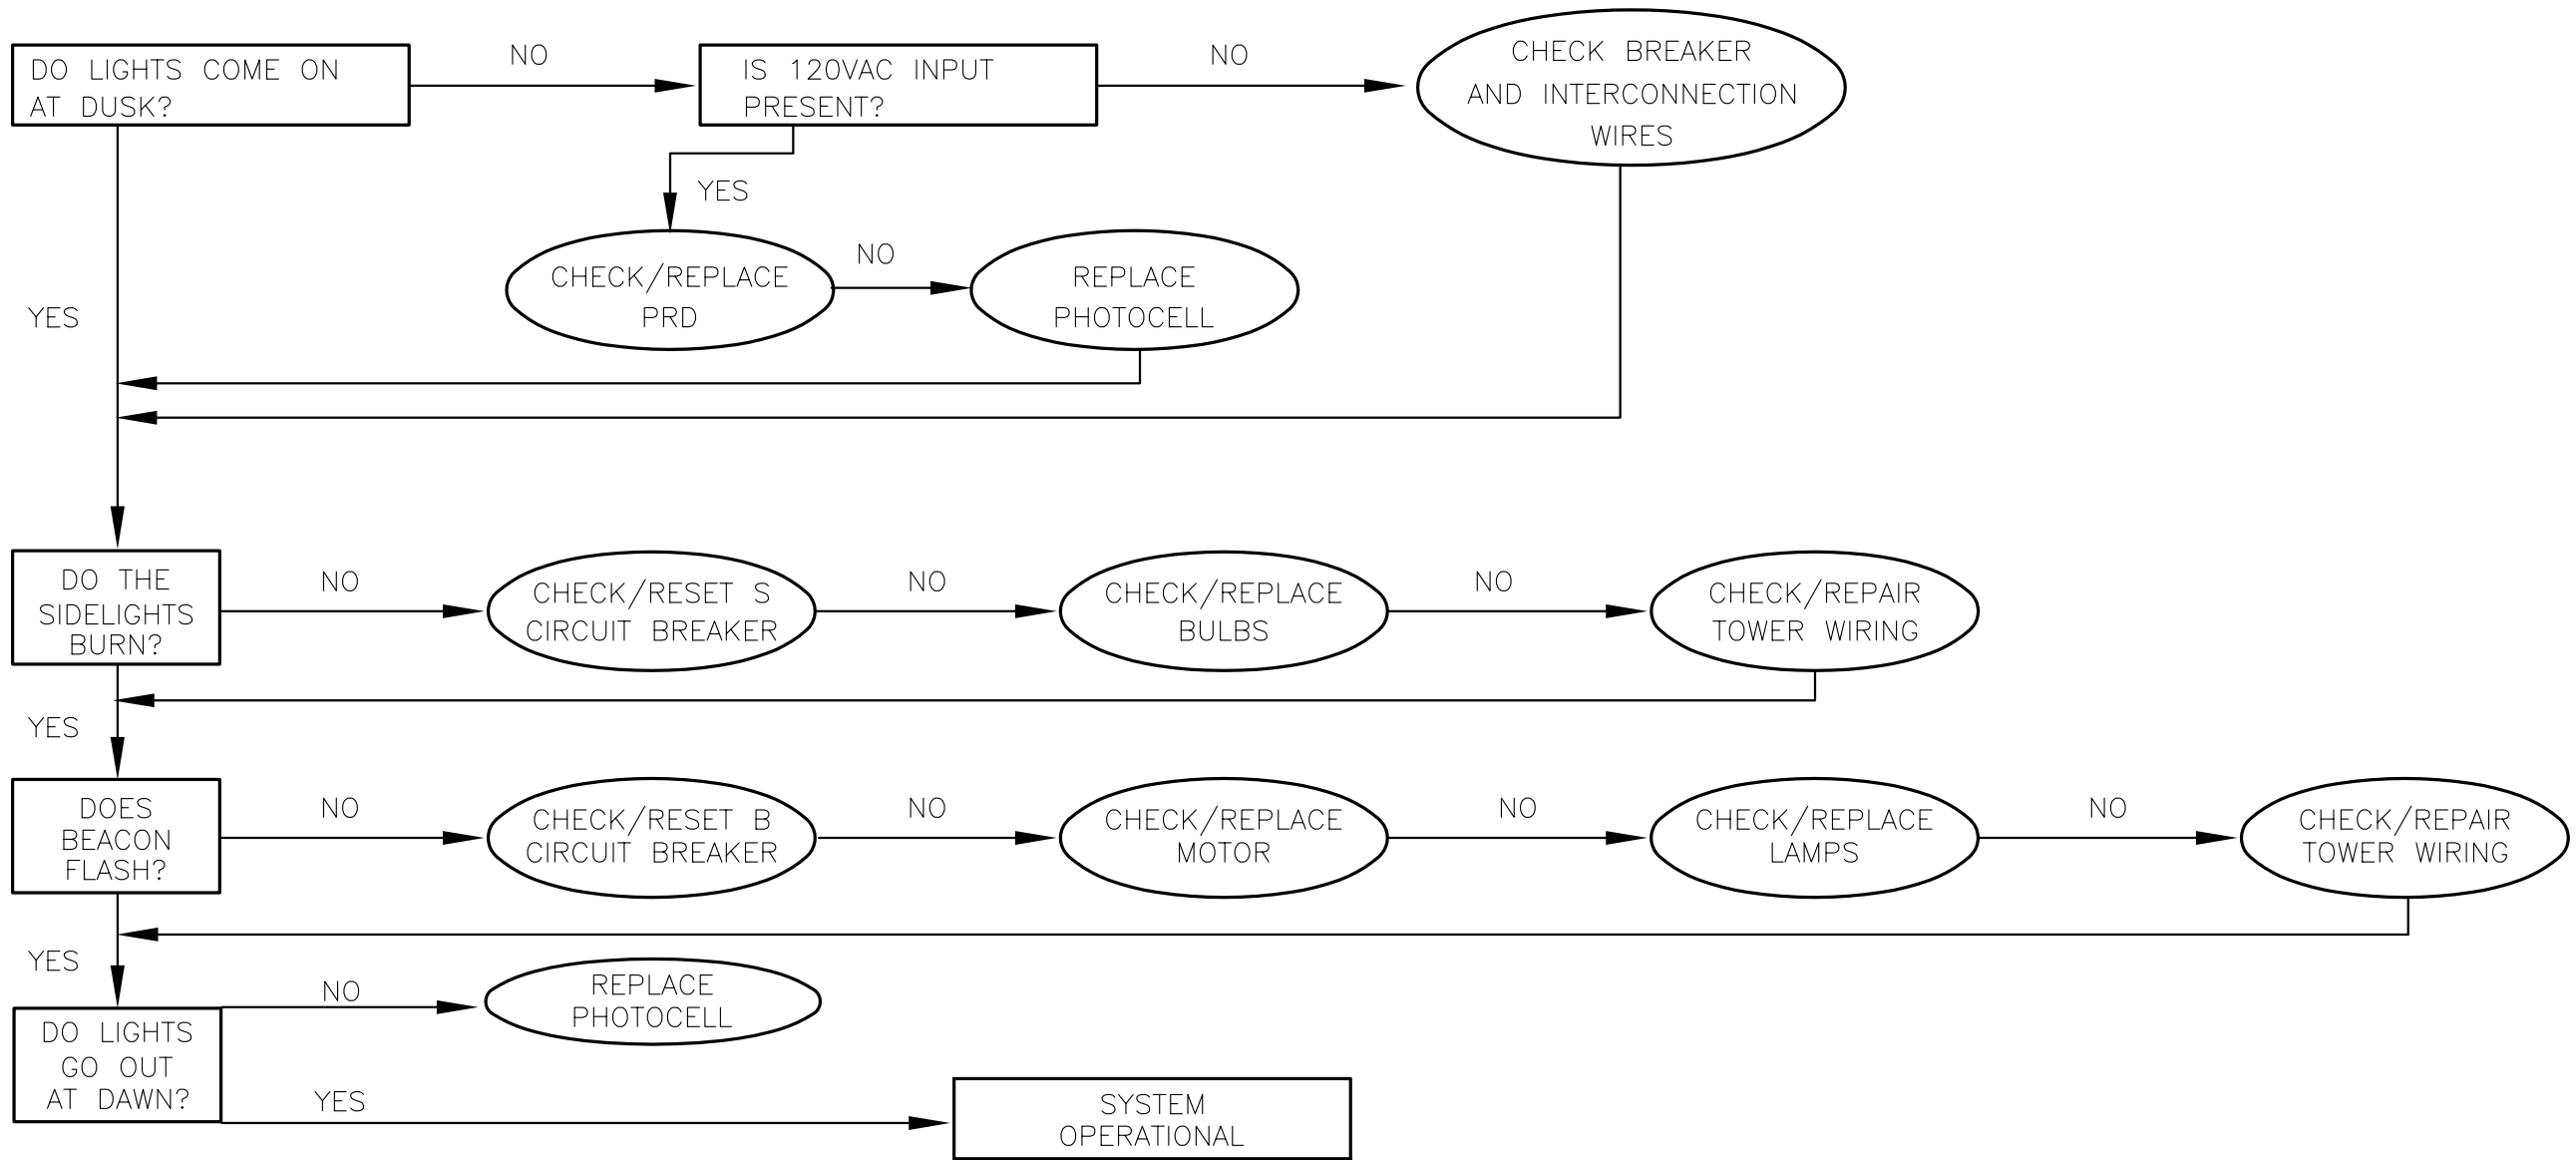 DO LIGHTS COME ON
AT DUSK?
NO
IS 120VAC INPUT
PRESENT?
NO
CHECK BREAKER
AND INTERCONNECTION
WIRES
YES
CHECK/REPLACE
PRD
NO
REPLACE
PHOTOCELL
YES
DO THE
SIDELIGHTS
BURN?
NO
CHECK/RESET S
CIRCUIT BREAKER
NO
CHECK/REPLACE
BULBS
NO
CHECK/REPAIR
TOWER WIRING
YES
DOES
BEACON
FLASH?
NO
CHECK/RESET B
CIRCUIT BREAKER
NO
CHECK/REPLACE
MOTOR
NO
CHECK/REPLACE
LAMPS
NO
CHECK/REPAIR
TOWER WIRING
YES
DO LIGHTS
GO OUT
AT DAWN?
NO
REPLACE
PHOTOCELL
YES
SYSTEM
OPERATIONAL